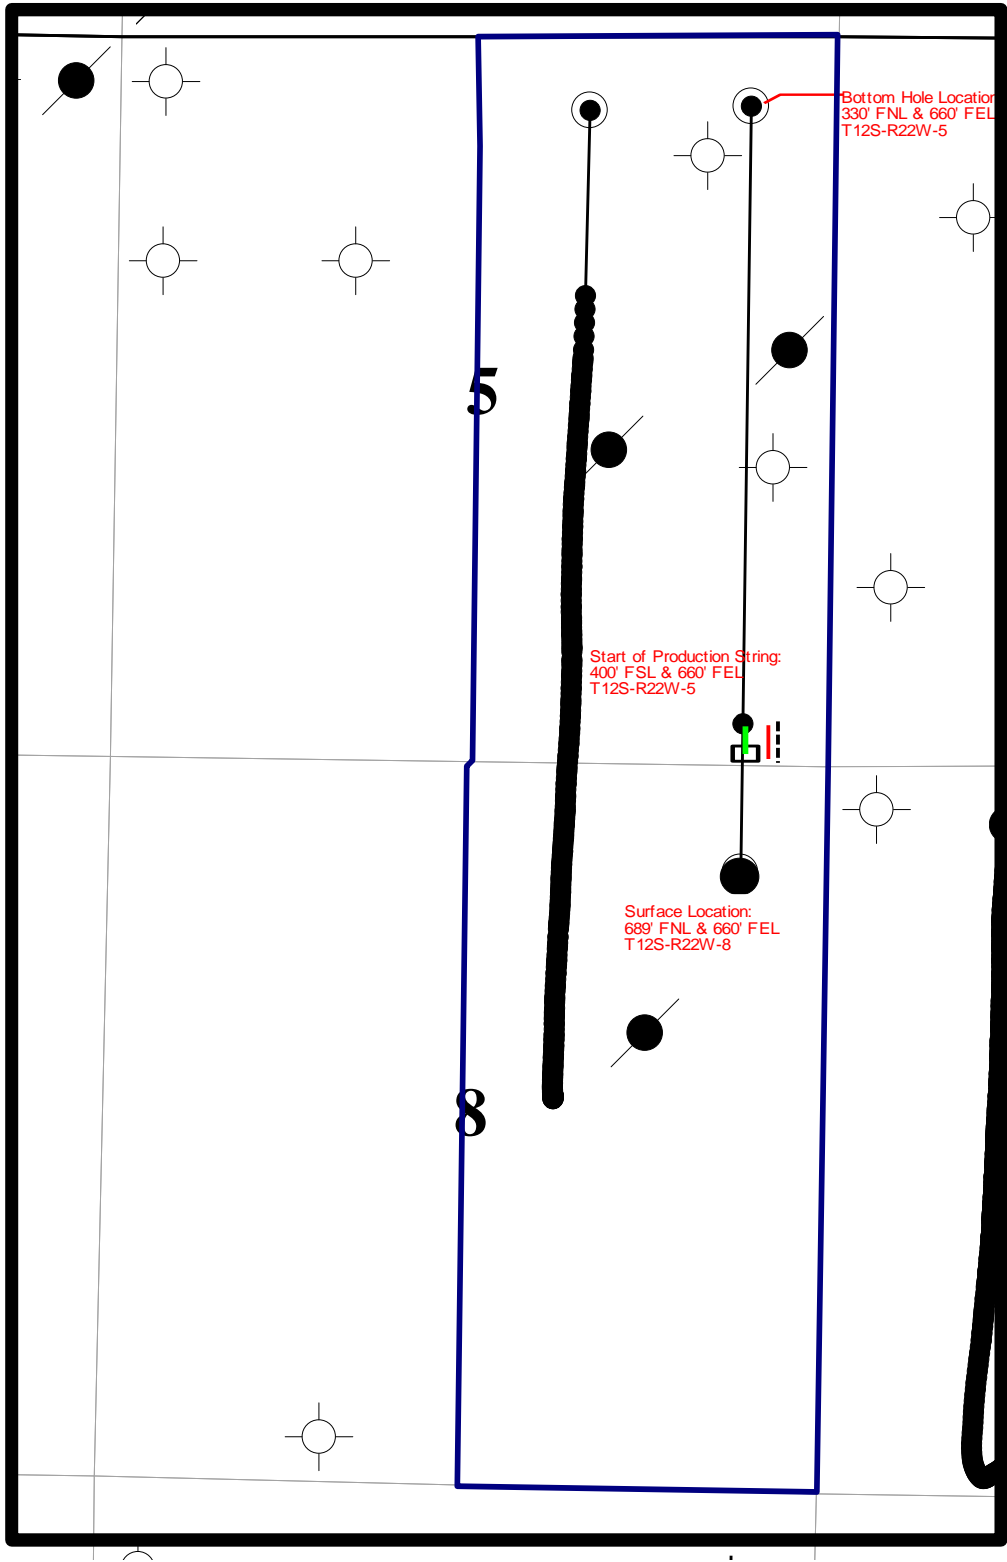 Bottom Hole Location
330' FNL & 660' FEL
T12S-R22W-5
5
Start of Production String:
400' FSL & 660' FEL
T12S-R22W-5
Surface Location:
689' FNL & 660' FEL
T12S-R22W-8
8